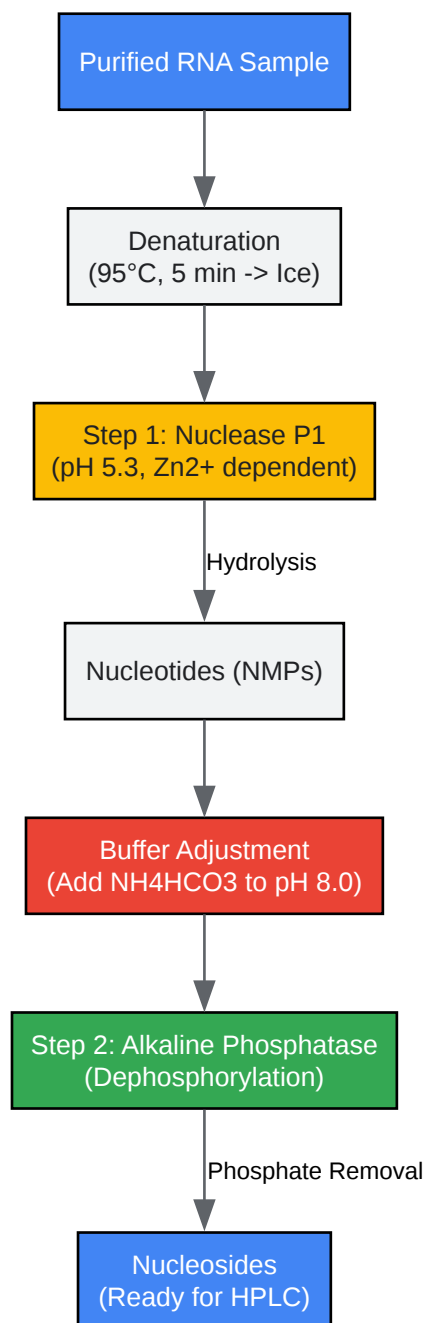 Purified RNA Sample
Denaturation
(95°C, 5 min -> Ice)
Step 1: Nuclease P1
(pH 5.3, Zn2+ dependent)
Hydrolysis
Nucleotides (NMPs)
Buffer Adjustment
(Add NH4HCO3 to pH 8.0)
Step 2: Alkaline Phosphatase
(Dephosphorylation)
Phosphate Removal
Nucleosides
(Ready for HPLC)